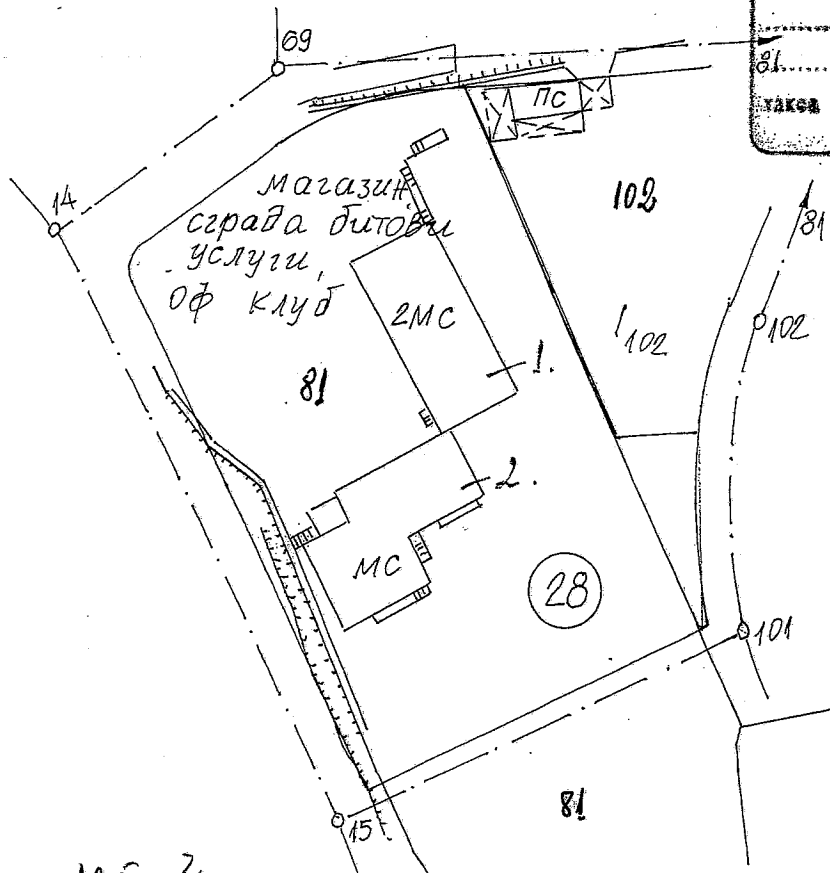 69
81
такса
ПС
14
магазин,
сграда битови
услуги,
оф клуб
102
81
102
102
2МС
1.
81
2.
МС
28
101
81
15